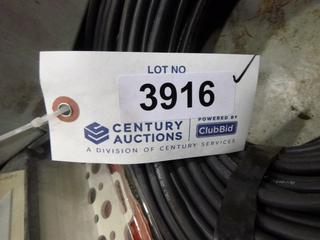 LOT NO
3916
CENTURY AUCTIONS
POWERED BY
ClubBid
A DIVISION OF CENTURY SERVICES